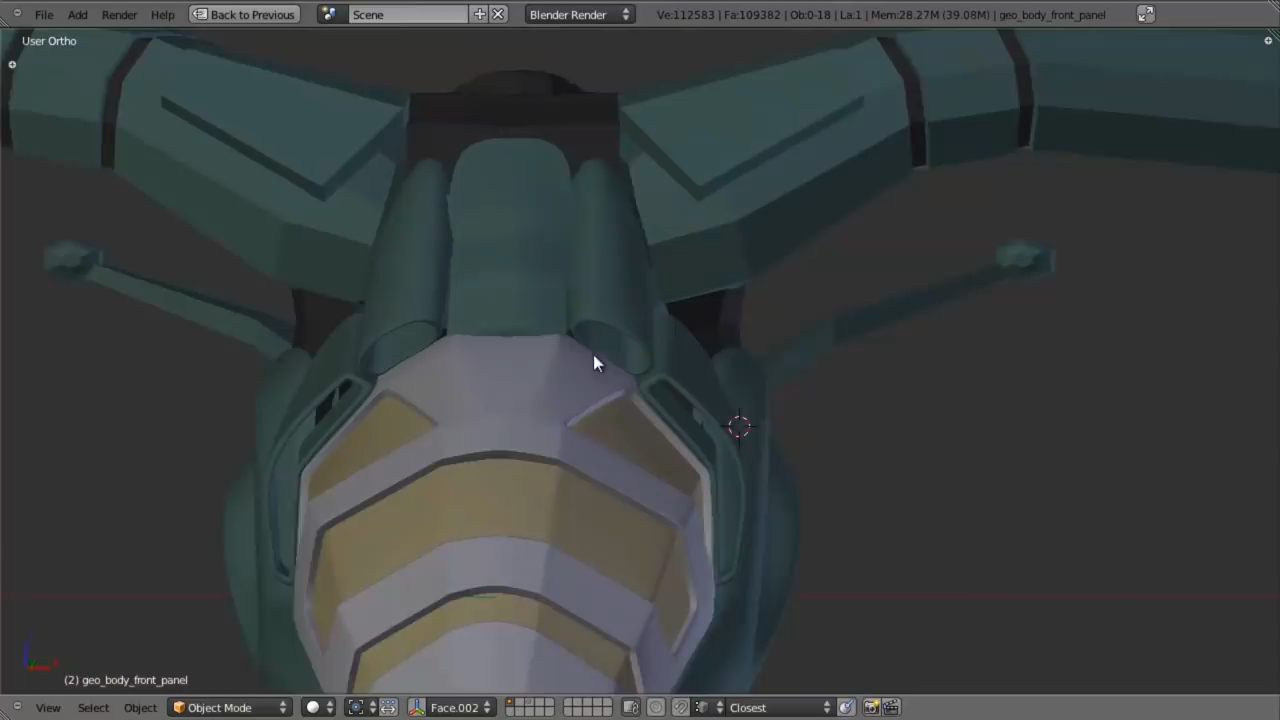 File Add Render Help Back to Previous Scene Blender Render Ve:112583 | Fa:109382 | Ob:0-18 | La:1 | Mem:28.27M (39.08M) | geo_body_front_panel
User Ortho
(2) geo_body_front_panel
View Select Object Object Mode Face.002 Closest